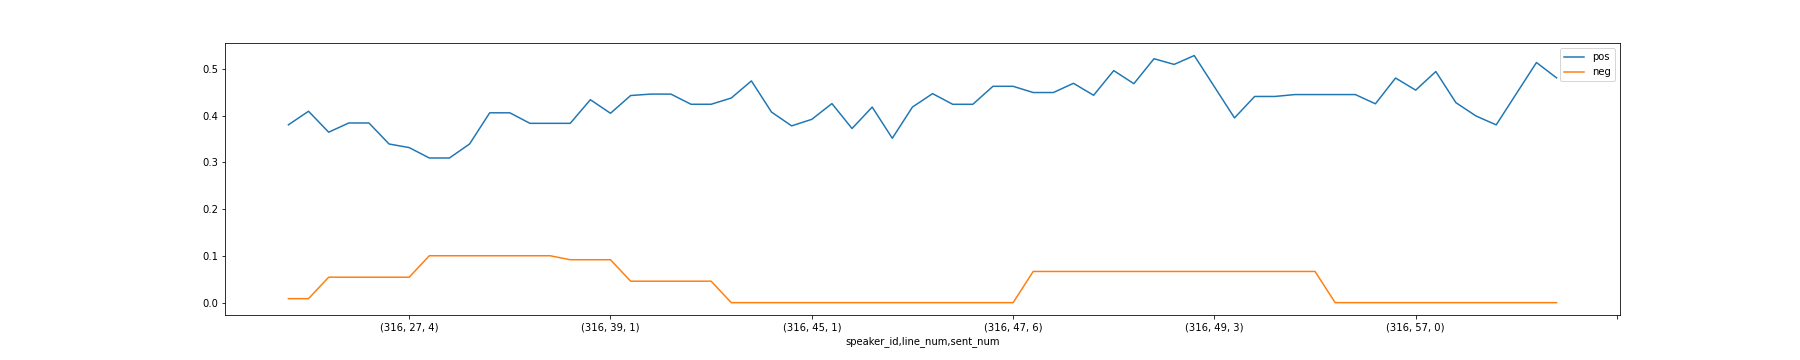 0.5
0.4
0.3
0.2
0.1
0.0
pos
neg
(316, 27, 4) (316, 39, 1) (316, 45, 1) (316, 47, 6) (316, 49, 3) (316, 57, 0)
speaker_id,line_num,sent_num